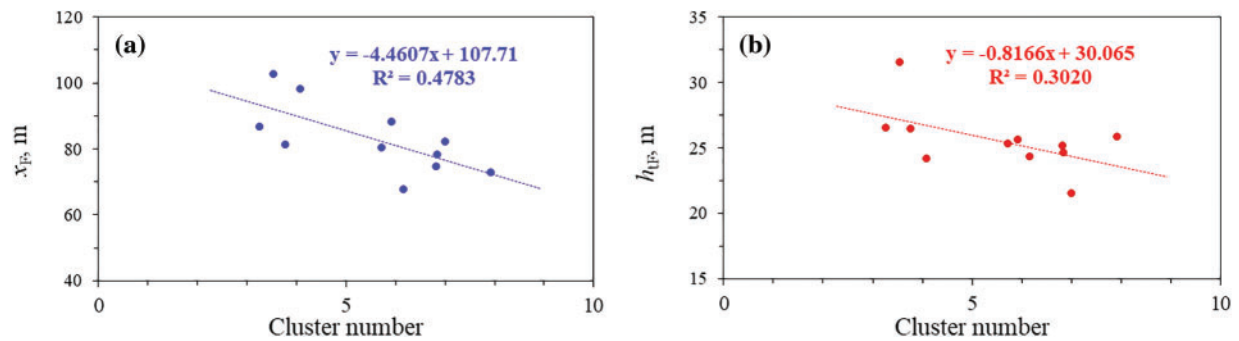 120
100
80
60
40
x_F, m
(a)
y = -4.4607x + 107.71
R² = 0.4783
0
5
10
Cluster number
35
30
25
20
15
h_tF, m
(b)
y = -0.8166x + 30.065
R² = 0.3020
0
5
10
Cluster number